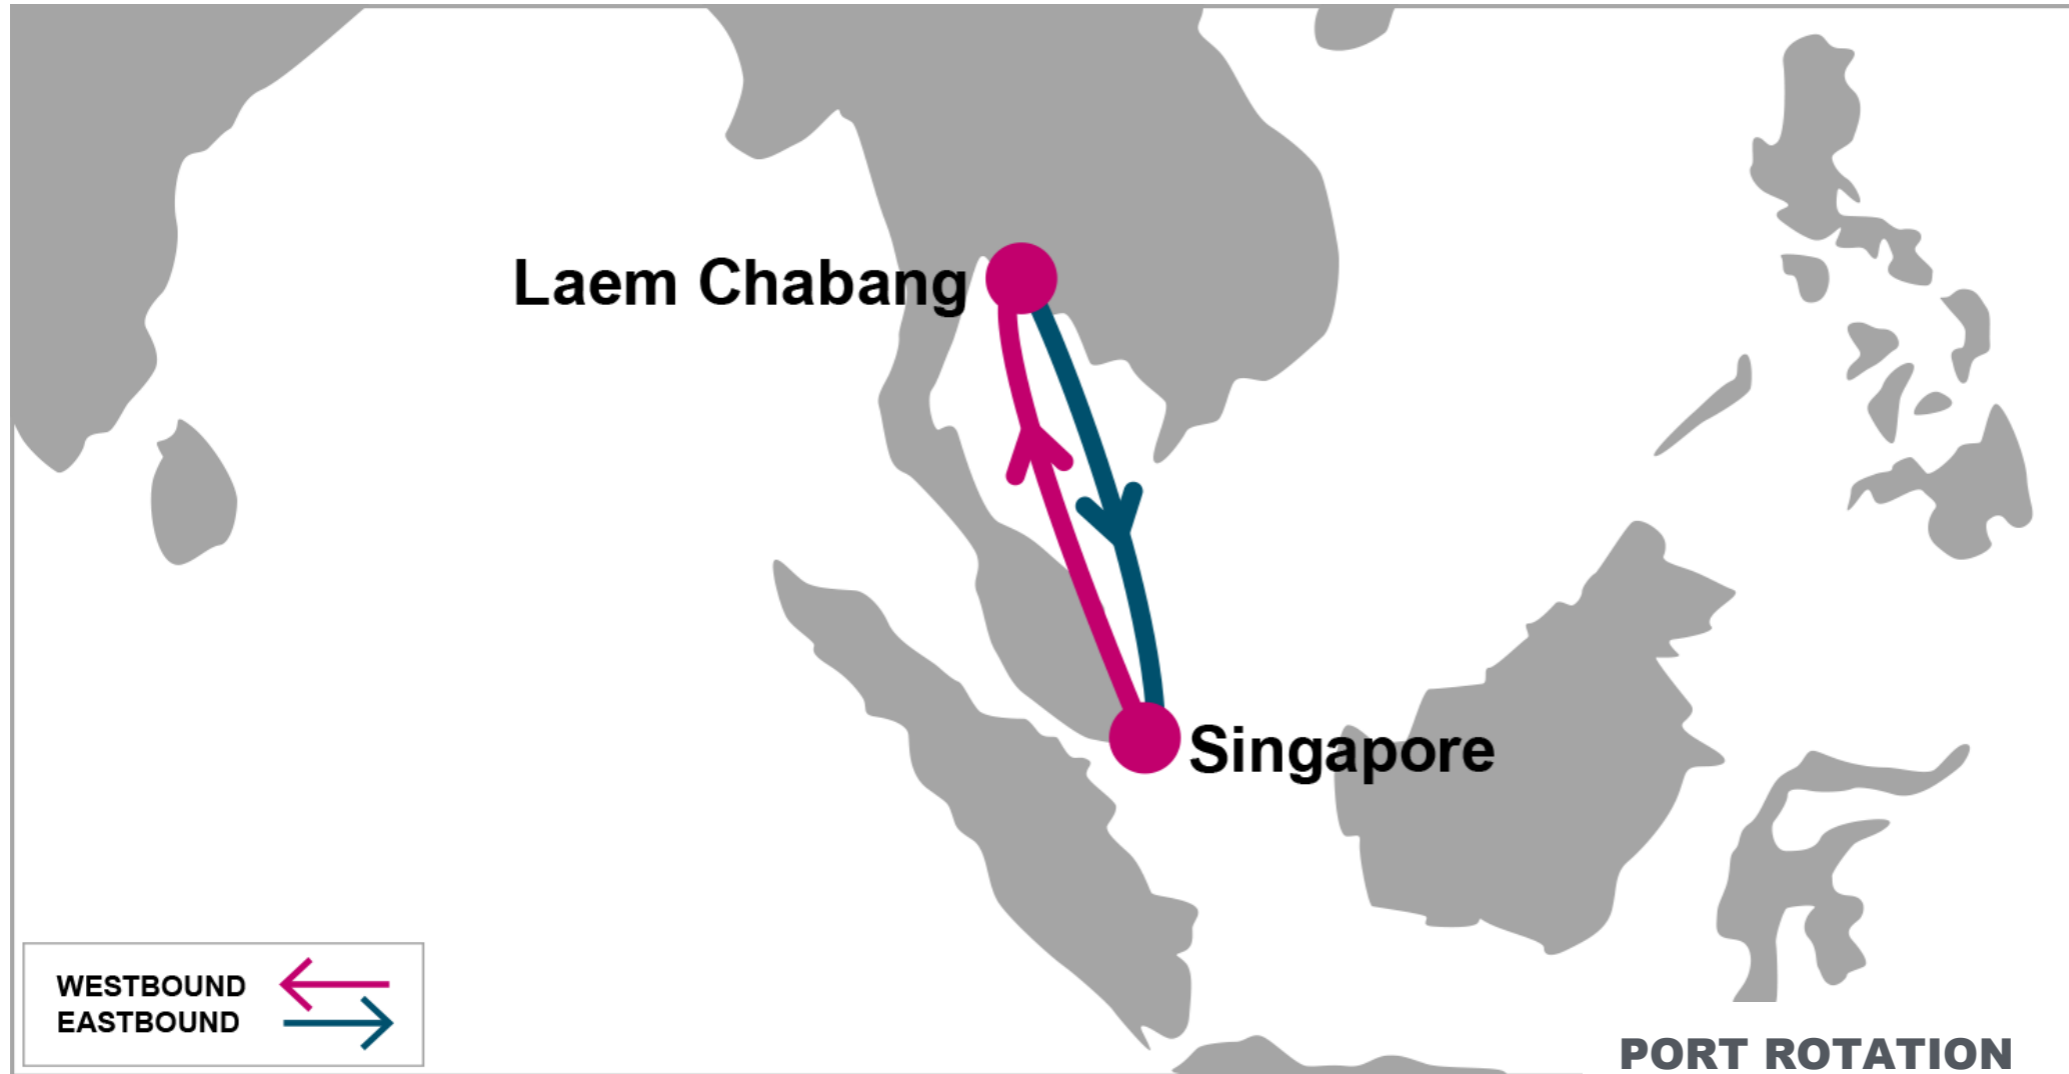 Laem Chabang
Singapore
WESTBOUND
EASTBOUND
PORT ROTATION